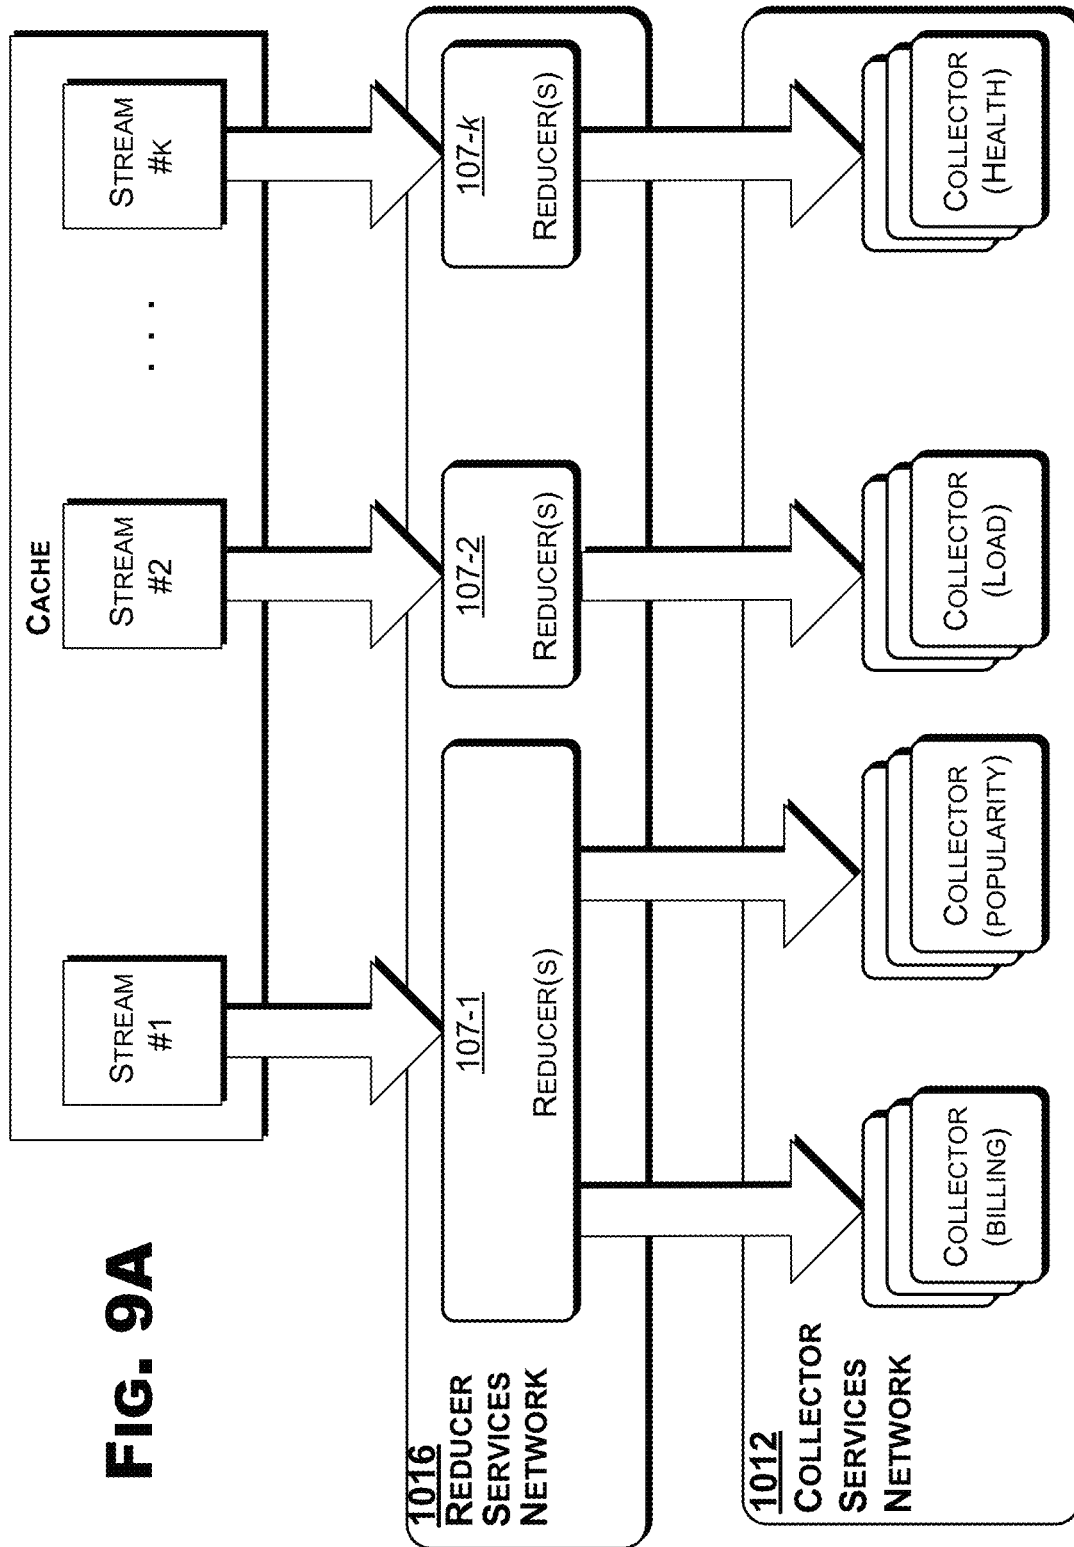 FIG. 9A
CACHE
STREAM
#1
STREAM
#2
. . .
STREAM
#K
1016
REDUCER
SERVICES
NETWORK
107-1
REDUCER(S)
107-2
REDUCER(S)
107-k
REDUCER(S)
1012
COLLECTOR
SERVICES
NETWORK
COLLECTOR
(BILLING)
COLLECTOR
(POPULARITY)
COLLECTOR
(LOAD)
COLLECTOR
(HEALTH)